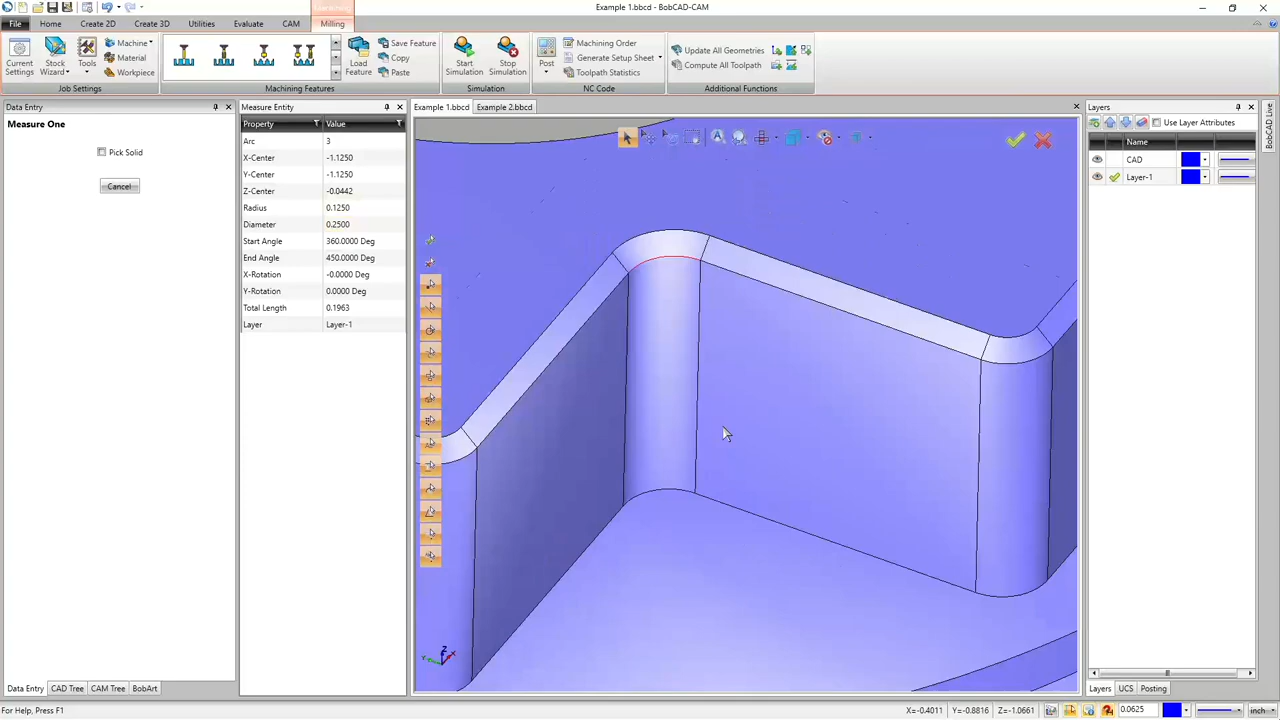 Example 1.bbcd - BobCAD-CAM
File Home Create 2D Create 3D Utilities Evaluate CAM Milling
Current Settings
Stock Wizard
Tools
Machine
Material
Workpiece
Job Settings
Load Feature
Save Feature
Copy
Paste
Machining Features
Start Simulation
Stop Simulation
Simulation
Post
Machining Order
Generate Setup Sheet
Toolpath Statistics
NC Code
Update All Geometries
Compute All Toolpath
Additional Functions
Data Entry
Measure One
Pick Solid
Cancel
Measure Entity
Property Value
Arc 3
X-Center -1.1250
Y-Center -1.1250
Z-Center -0.0442
Radius 0.1250
Diameter 0.2500
Start Angle 360.0000 Deg
End Angle 450.0000 Deg
X-Rotation -0.0000 Deg
Y-Rotation 0.0000 Deg
Total Length 0.1963
Layer Layer-1
Example 1.bbcd Example 2.bbcd
Layers
Use Layer Attributes
Name
CAD
Layer-1
BobCAD Live
Data Entry CAD Tree CAM Tree BobArt
Layers UCS Posting
For Help, Press F1
X=-0.4011 Y=-0.8816 Z=-1.0661 0.0625 inch